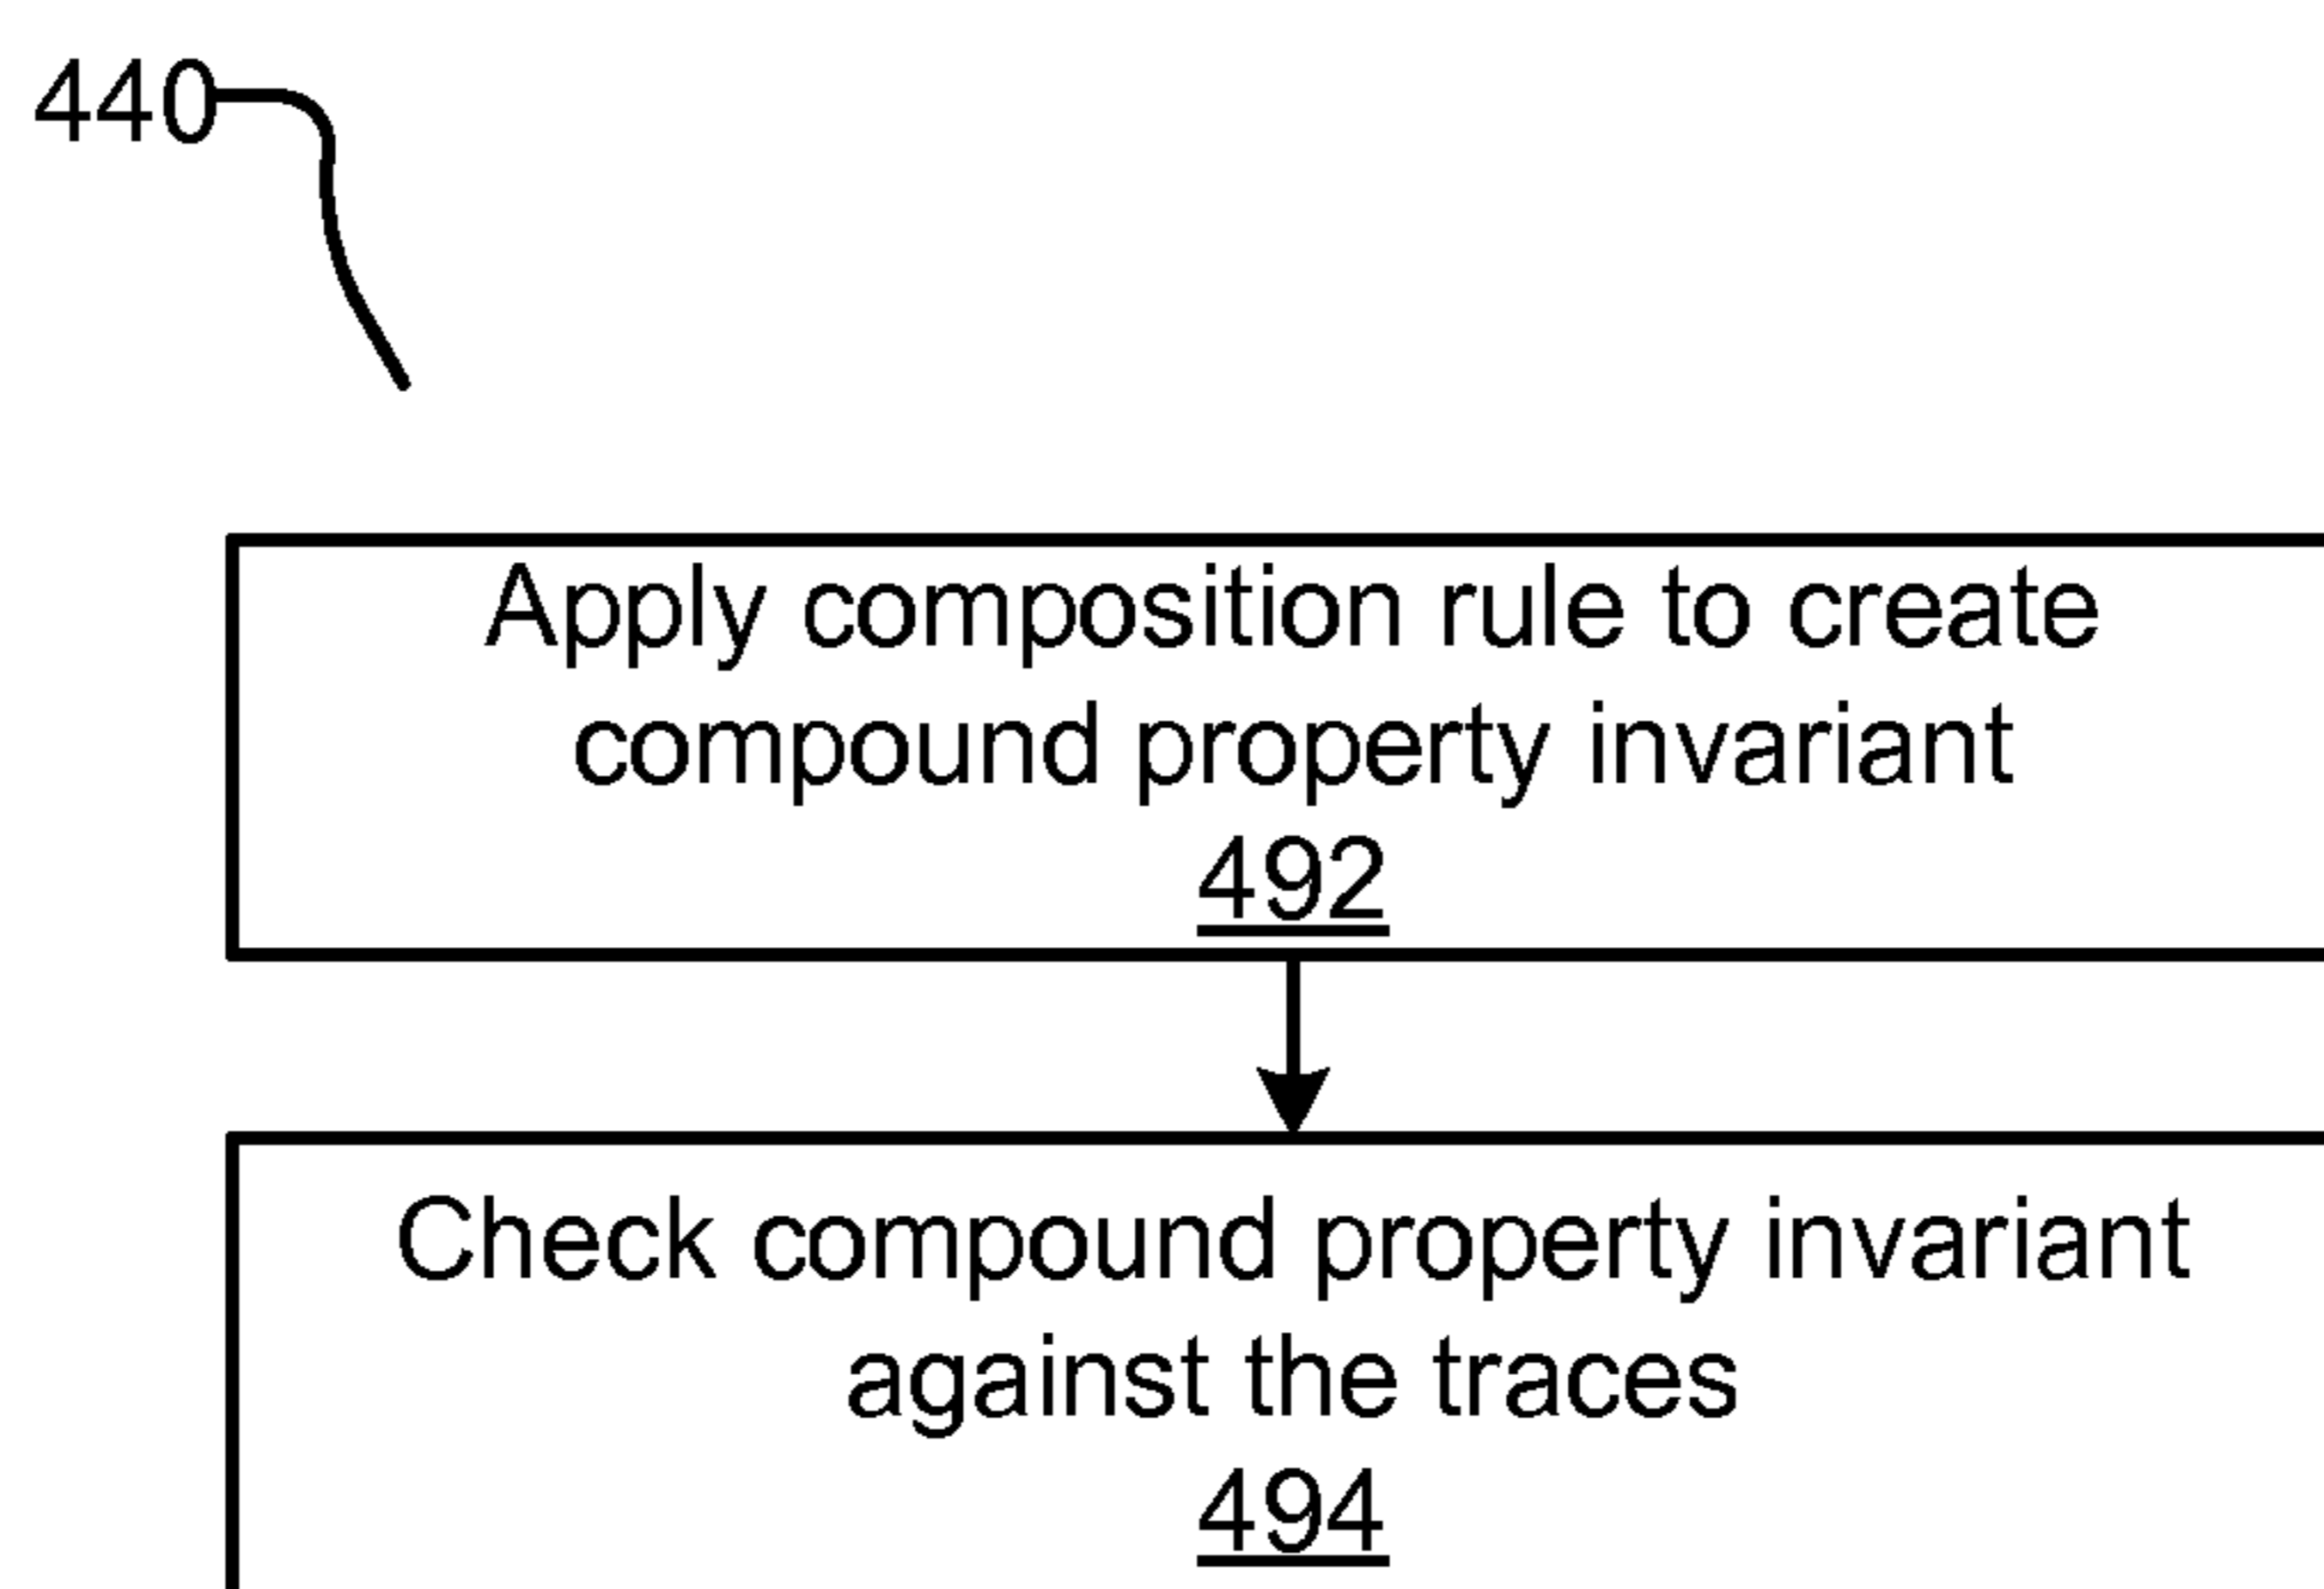 440
Apply composition rule to create
compound property invariant
492
Check compound property invariant
against the traces
494